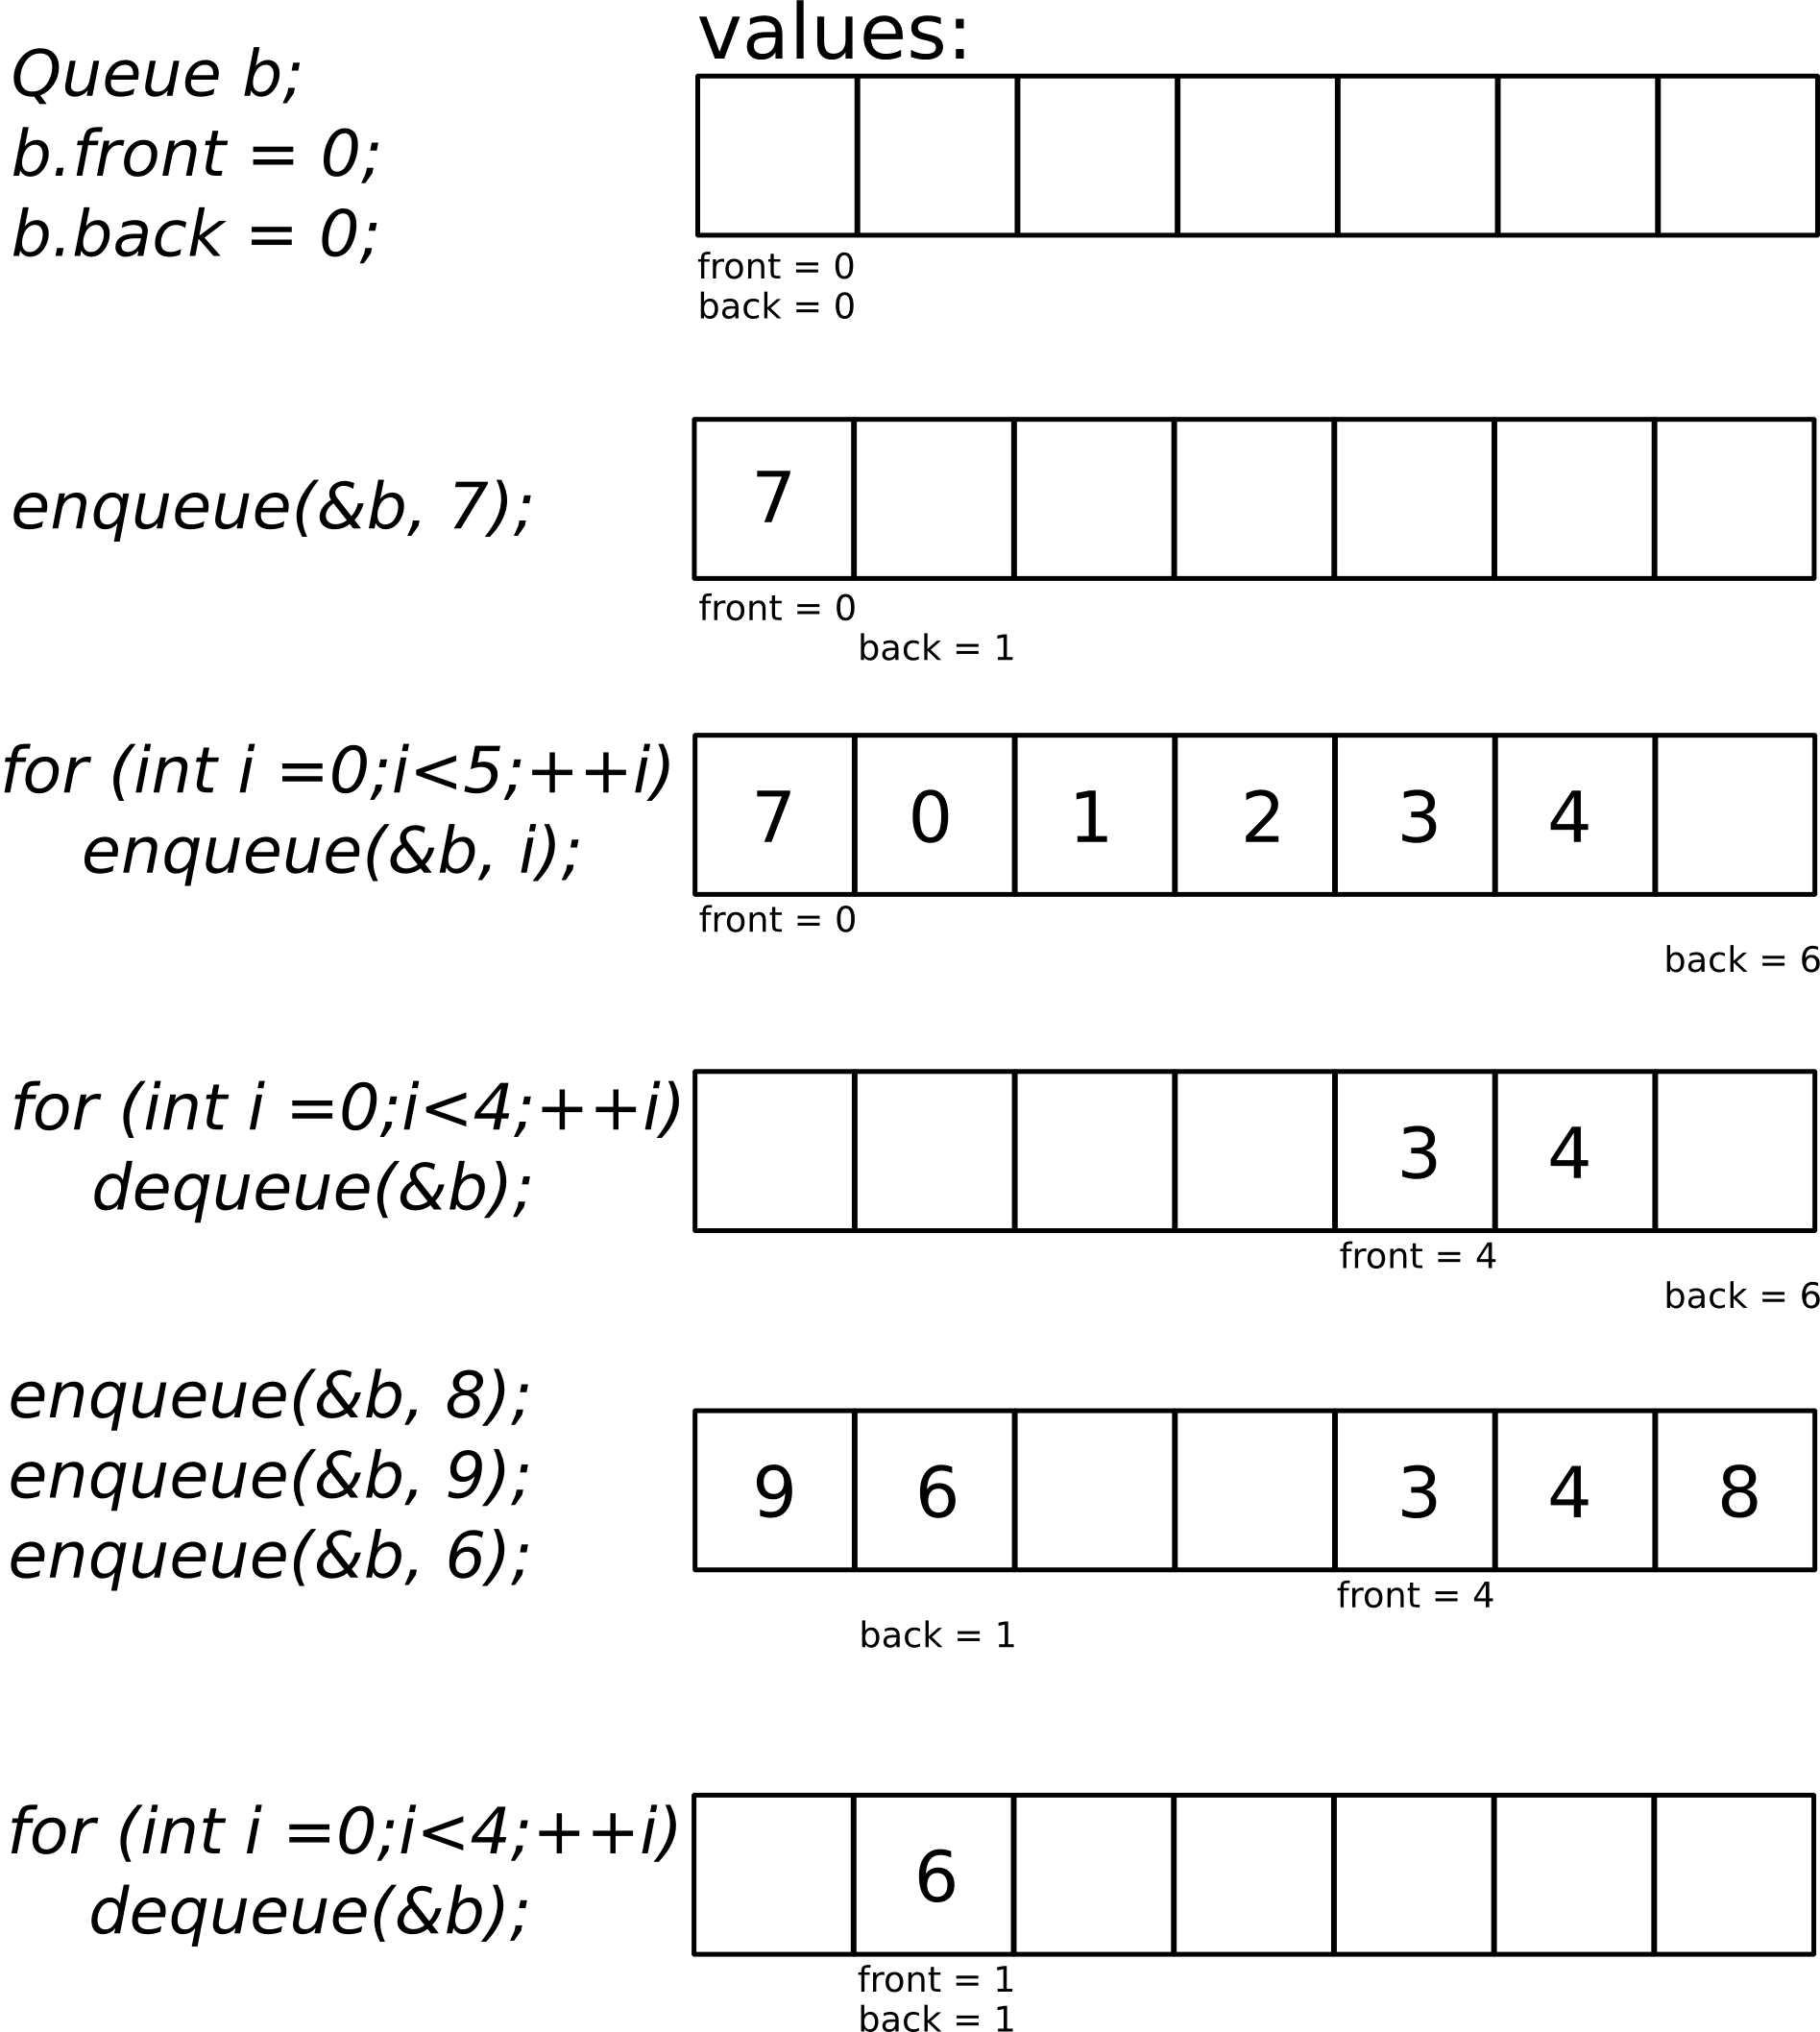 values:
Queue b;
b.front = 0;
b.back = 0;
front = 0
back = 0
enqueue(&b, 7);
7
front = 0
back = 1
for (int i =0;i<5;++i)
enqueue(&b, i);
7 0 1 2 3 4
front = 0
back = 6
for (int i =0;i<4;++i)
dequeue(&b);
3 4
front = 4
back = 6
enqueue(&b, 8);
enqueue(&b, 9);
enqueue(&b, 6);
9 6 3 4 8
front = 4
back = 1
for (int i =0;i<4;++i)
dequeue(&b);
6
front = 1
back = 1